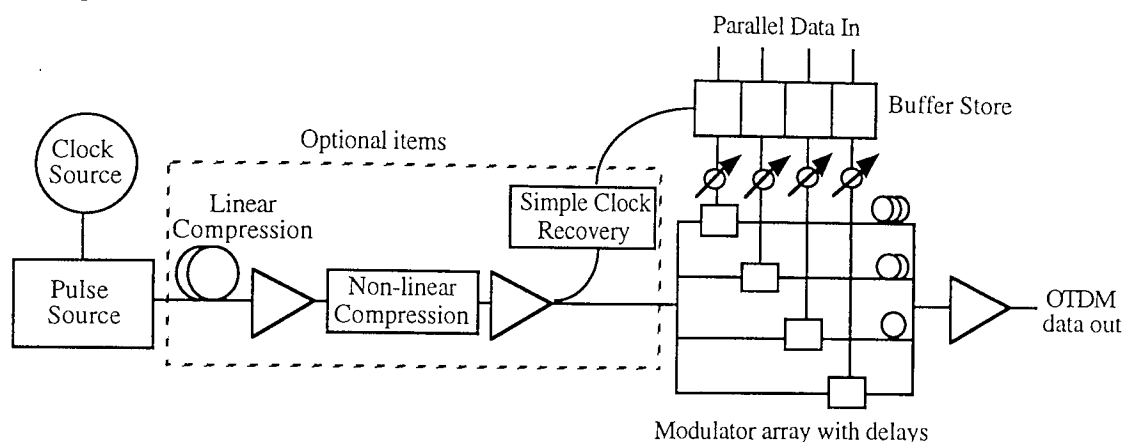 Parallel Data In
Buffer Store
Optional items
Clock
Source
Linear
Compression
Simple Clock
Recovery
Pulse
Source
Non-linear
Compression
OTDM
data out
Modulator array with delays